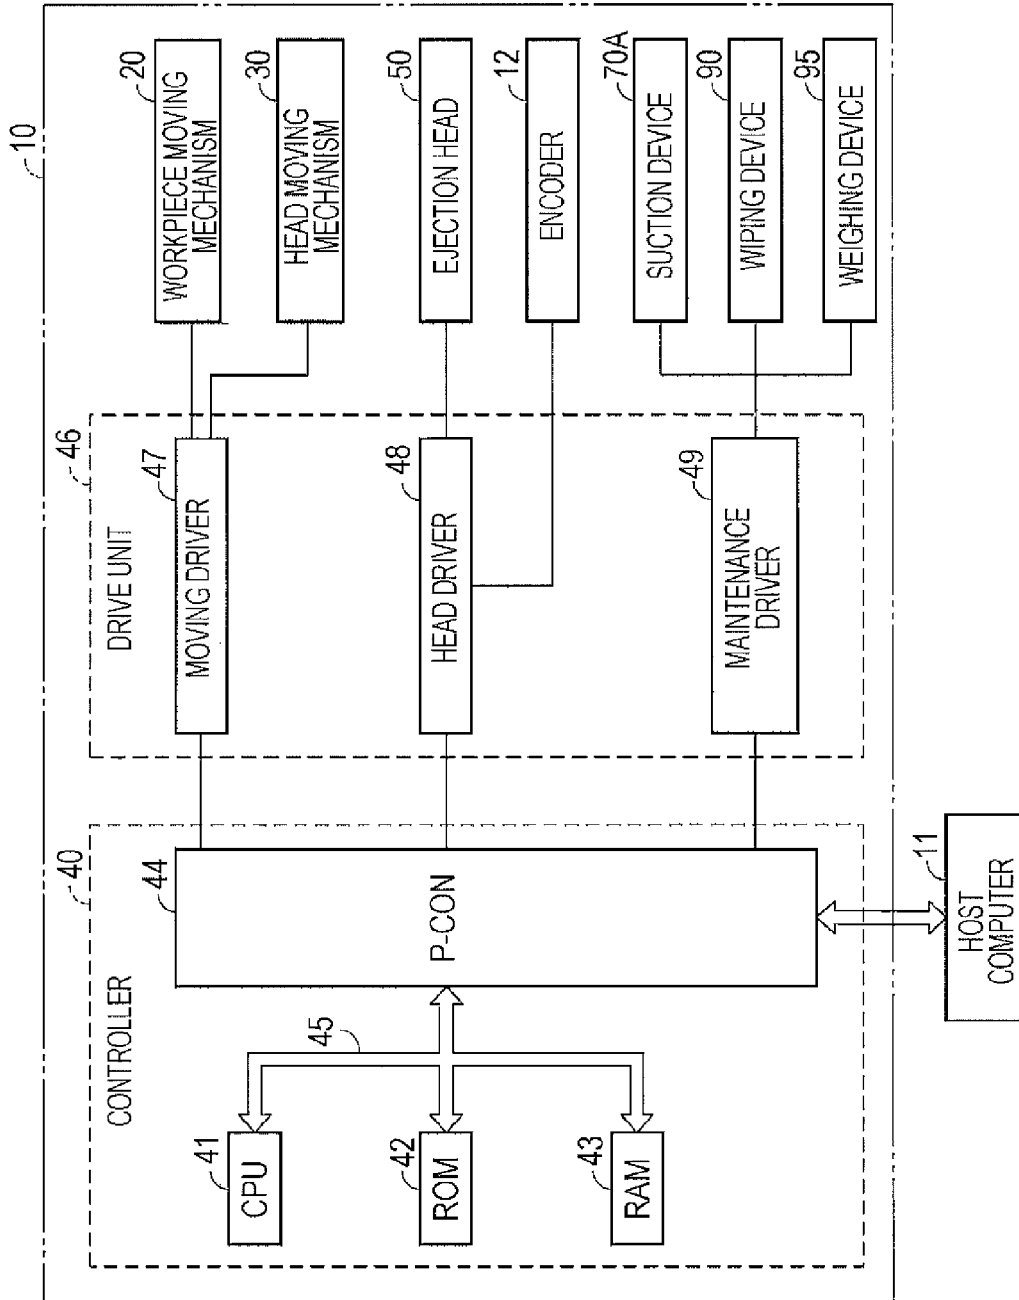 10
40
CONTROLLER
41
CPU
42
ROM
43
RAM
45
44
P-CON
11
HOST
COMPUTER
46
DRIVE UNIT
47
MOVING DRIVER
48
HEAD DRIVER
49
MAINTENANCE
DRIVER
20
WORKPIECE MOVING
MECHANISM
30
HEAD MOVING
MECHANISM
50
EJECTION HEAD
12
ENCODER
70A
SUCTION DEVICE
90
WIPING DEVICE
95
WEIGHING DEVICE